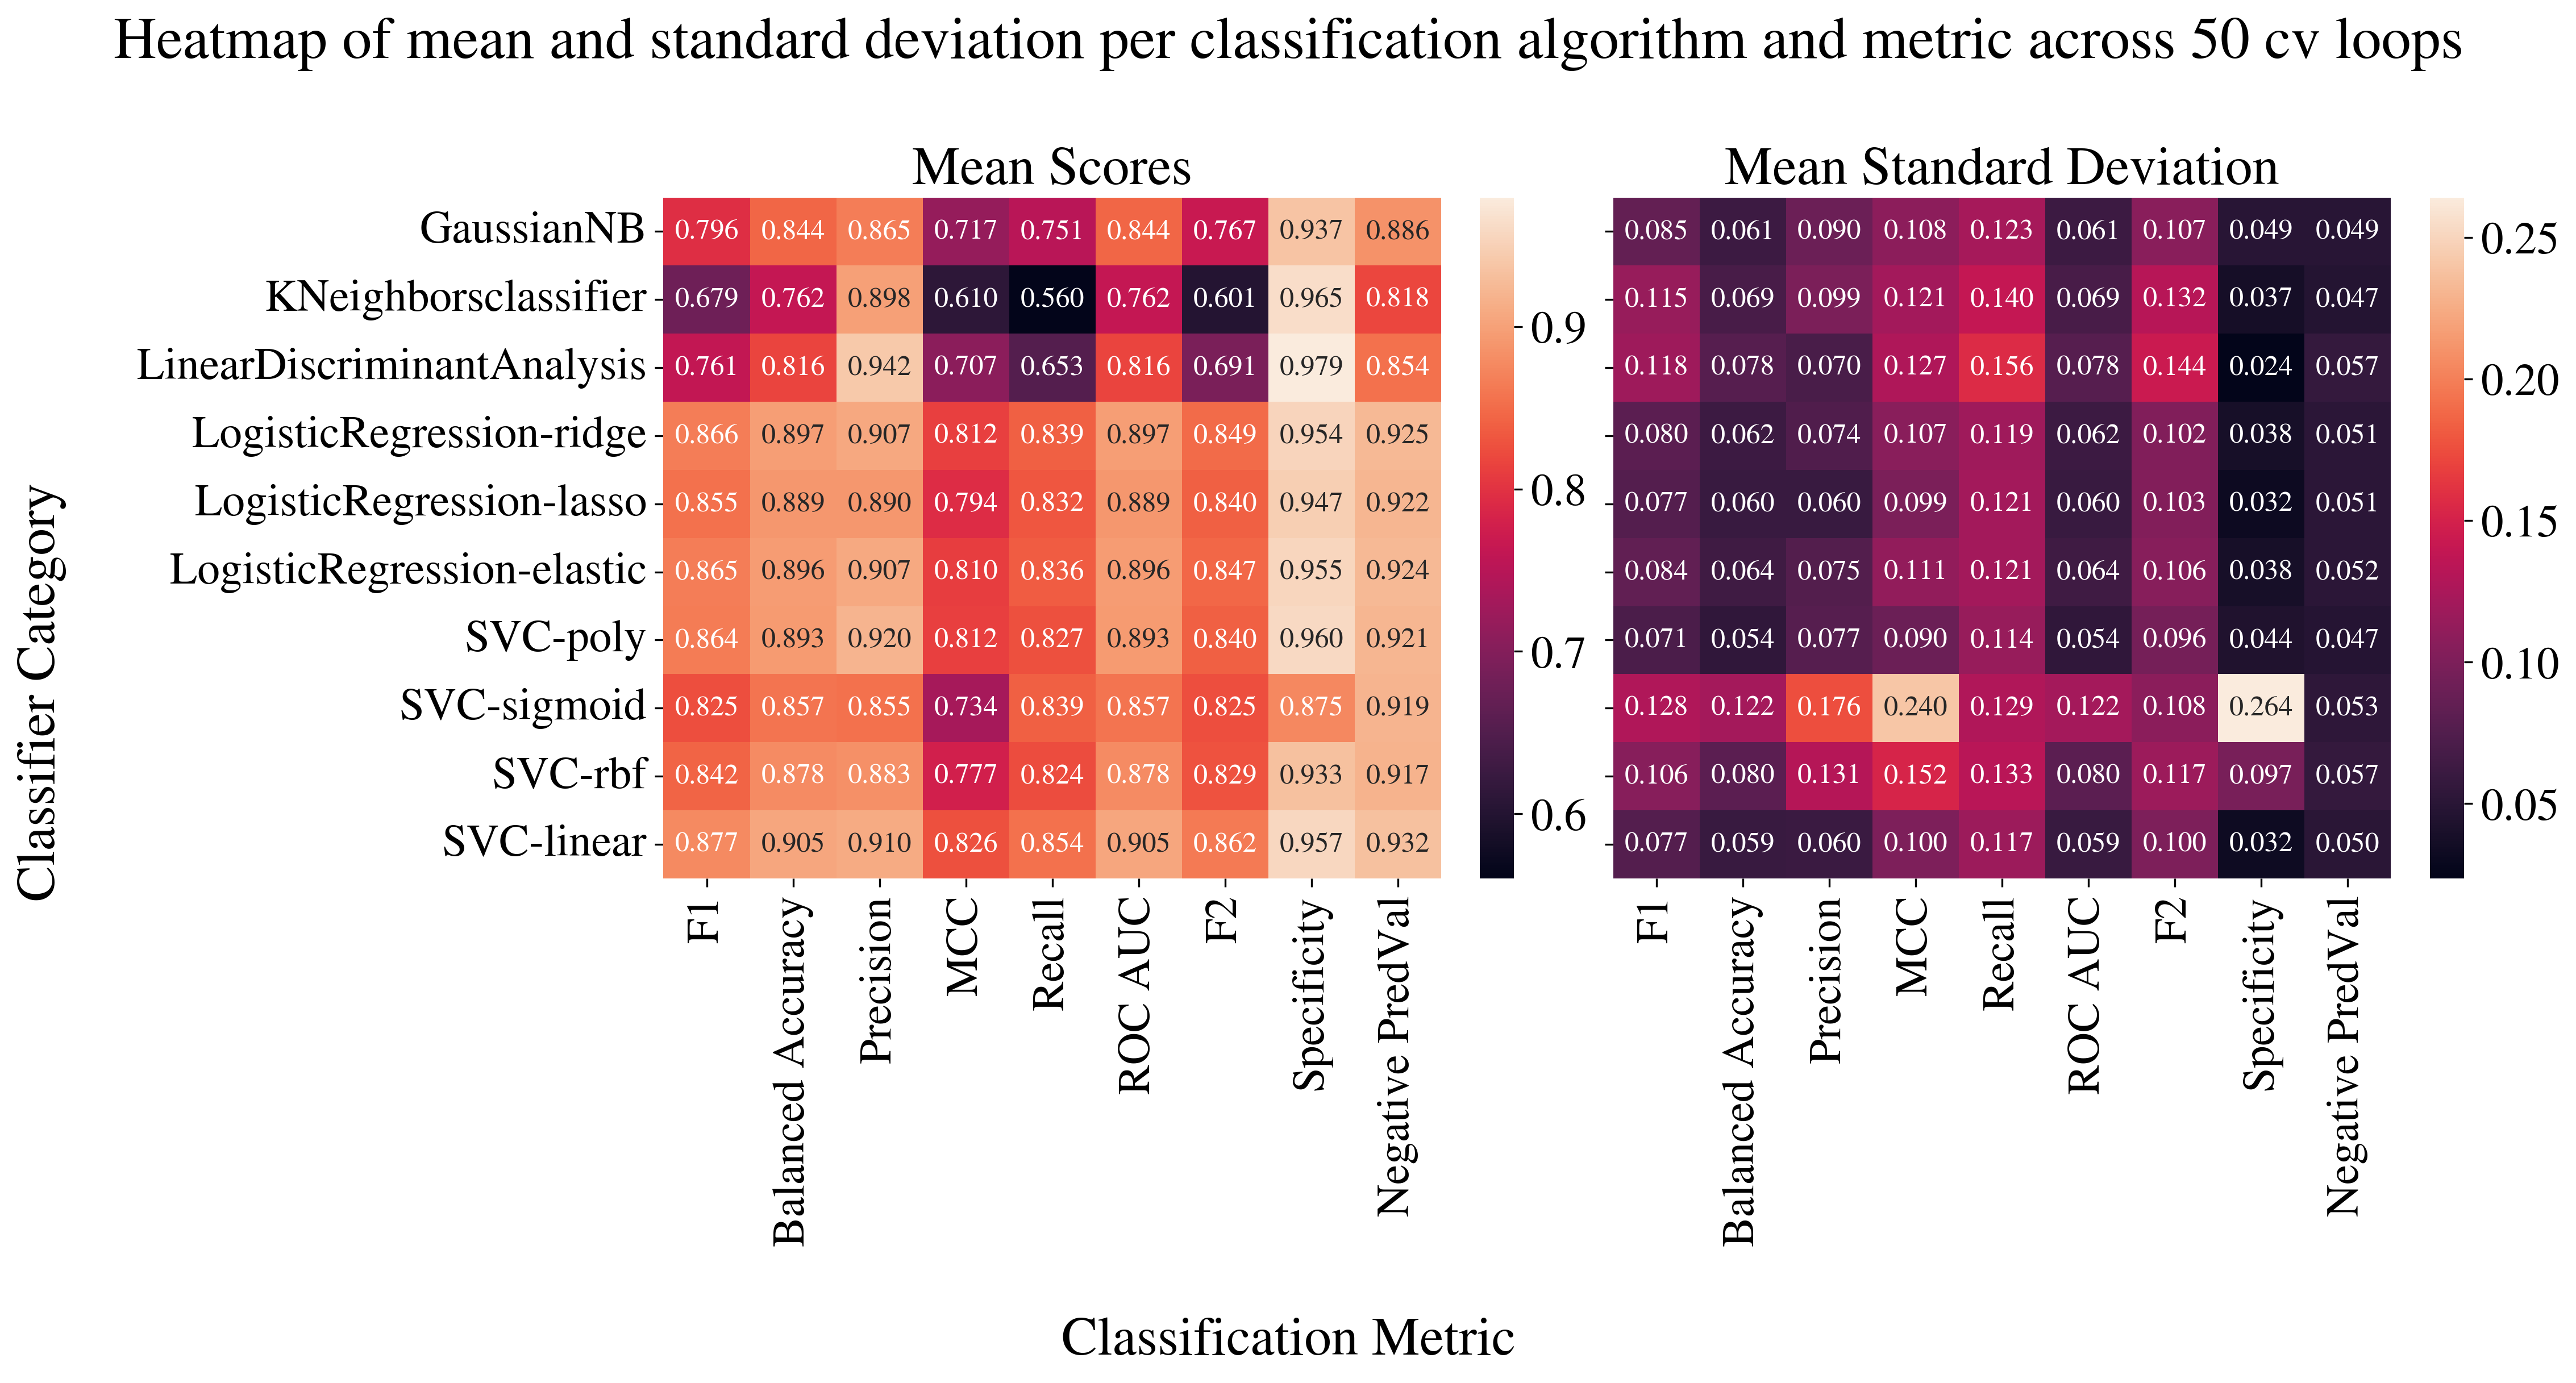 Heatmap of mean and standard deviation per classification algorithm and metric across 50 cv loops
Mean Scores
Mean Standard Deviation
Classifier Category
GaussianNB 0.796 0.844 0.865 0.717 0.751 0.844 0.767 0.937 0.886
KNeighborsclassifier 0.679 0.762 0.898 0.610 0.560 0.762 0.601 0.965 0.818
LinearDiscriminantAnalysis 0.761 0.816 0.942 0.707 0.653 0.816 0.691 0.979 0.854
LogisticRegression-ridge 0.866 0.897 0.907 0.812 0.839 0.897 0.849 0.954 0.925
LogisticRegression-lasso 0.855 0.889 0.890 0.794 0.832 0.889 0.840 0.947 0.922
LogisticRegression-elastic 0.865 0.896 0.907 0.810 0.836 0.896 0.847 0.955 0.924
SVC-poly 0.864 0.893 0.920 0.812 0.827 0.893 0.840 0.960 0.921
SVC-sigmoid 0.825 0.857 0.855 0.734 0.839 0.857 0.825 0.875 0.919
SVC-rbf 0.842 0.878 0.883 0.777 0.824 0.878 0.829 0.933 0.917
SVC-linear 0.877 0.905 0.910 0.826 0.854 0.905 0.862 0.957 0.932
F1
Balanced Accuracy
Precision
MCC
Recall
ROC AUC
F2
Specificity
Negative PredVal
0.9
0.8
0.7
0.6
0.085 0.061 0.090 0.108 0.123 0.061 0.107 0.049 0.049
0.115 0.069 0.099 0.121 0.140 0.069 0.132 0.037 0.047
0.118 0.078 0.070 0.127 0.156 0.078 0.144 0.024 0.057
0.080 0.062 0.074 0.107 0.119 0.062 0.102 0.038 0.051
0.077 0.060 0.060 0.099 0.121 0.060 0.103 0.032 0.051
0.084 0.064 0.075 0.111 0.121 0.064 0.106 0.038 0.052
0.071 0.054 0.077 0.090 0.114 0.054 0.096 0.044 0.047
0.128 0.122 0.176 0.240 0.129 0.122 0.108 0.264 0.053
0.106 0.080 0.131 0.152 0.133 0.080 0.117 0.097 0.057
0.077 0.059 0.060 0.100 0.117 0.059 0.100 0.032 0.050
F1
Balanced Accuracy
Precision
MCC
Recall
ROC AUC
F2
Specificity
Negative PredVal
0.25
0.20
0.15
0.10
0.05
Classification Metric